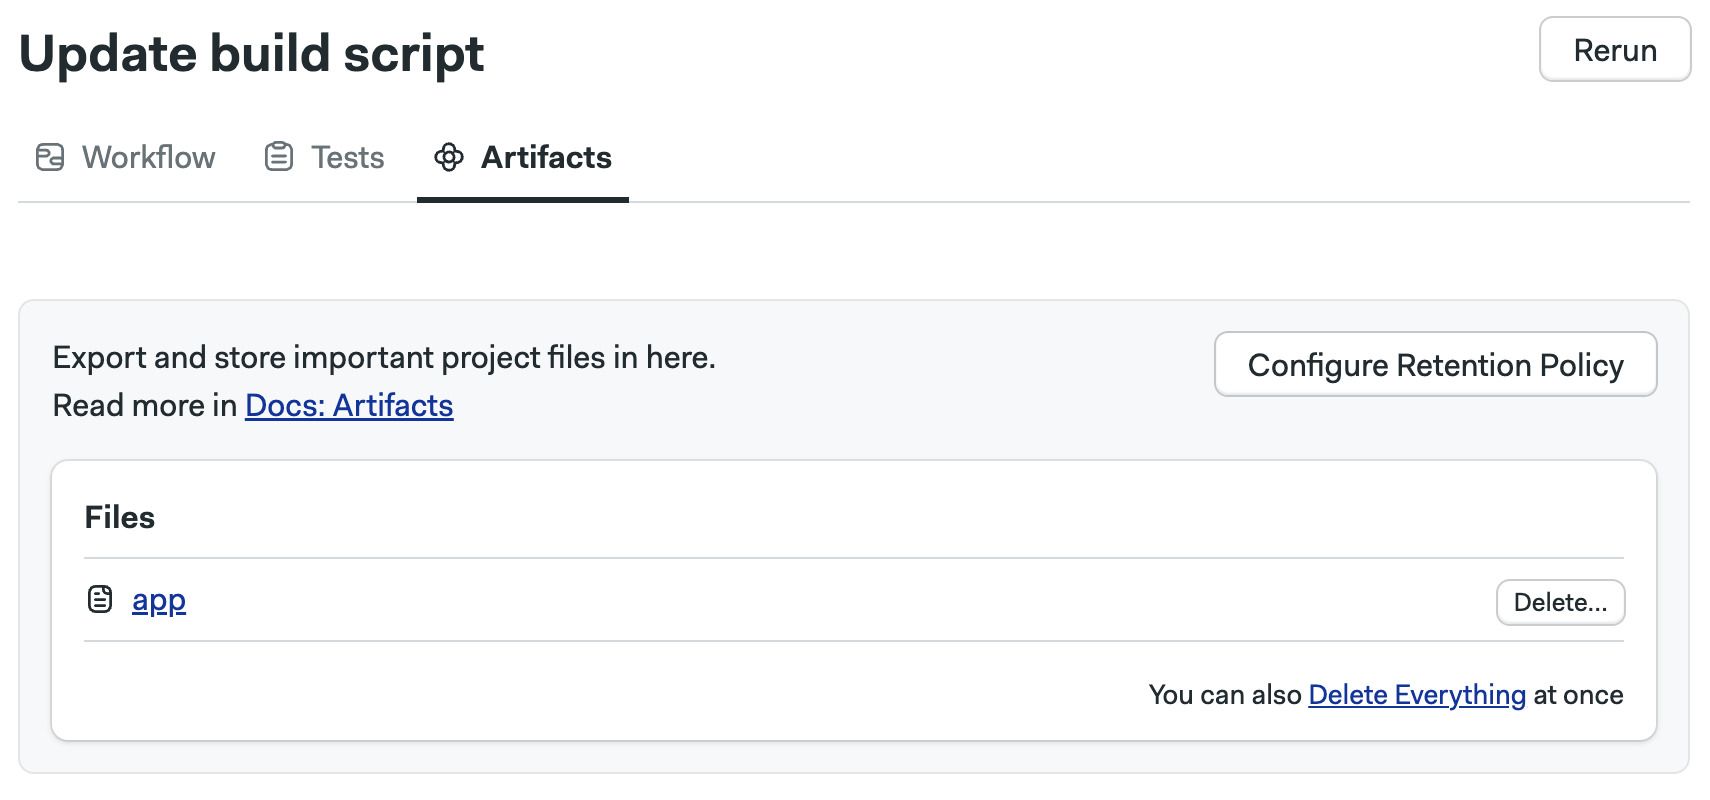 Update build script
Rerun
Workflow
Tests
Artifacts
Export and store important project files in here.
Read more in Docs: Artifacts
Configure Retention Policy
Files
app
Delete...
You can also Delete Everything at once